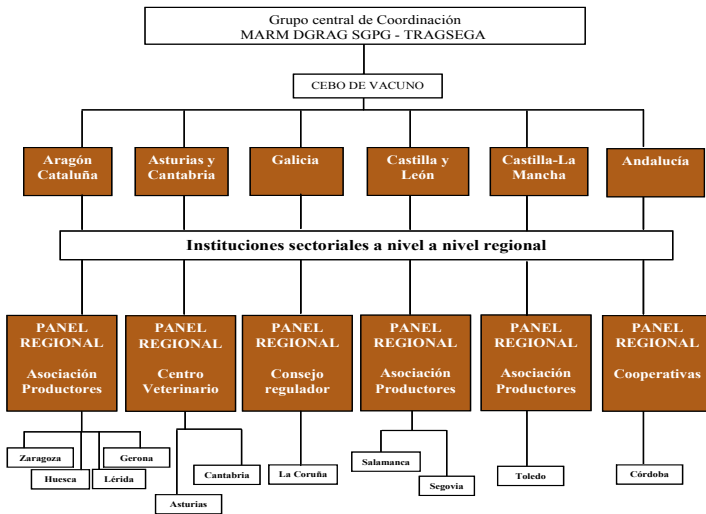 Grupo central de Coordinación
MARM DGRAG SGPG - TRAGSEGA
CEBO DE VACUNO
Aragón
Cataluña
Asturias y
Cantabria
Galicia
Castilla y
León
Castilla-La
Mancha
Andalucía
Instituciones sectoriales a nivel a nivel regional
PANEL
REGIONAL
Asociación
Productores
PANEL
REGIONAL
Centro
Veterinario
PANEL
REGIONAL
Consejo
regulador
PANEL
REGIONAL
Asociación
Productores
PANEL
REGIONAL
Asociación
Productores
PANEL
REGIONAL
Cooperativas
Zaragoza
Huesca
Lérida
Gerona
Asturias
Cantabria
La Coruña
Salamanca
Segovia
Toledo
Córdoba